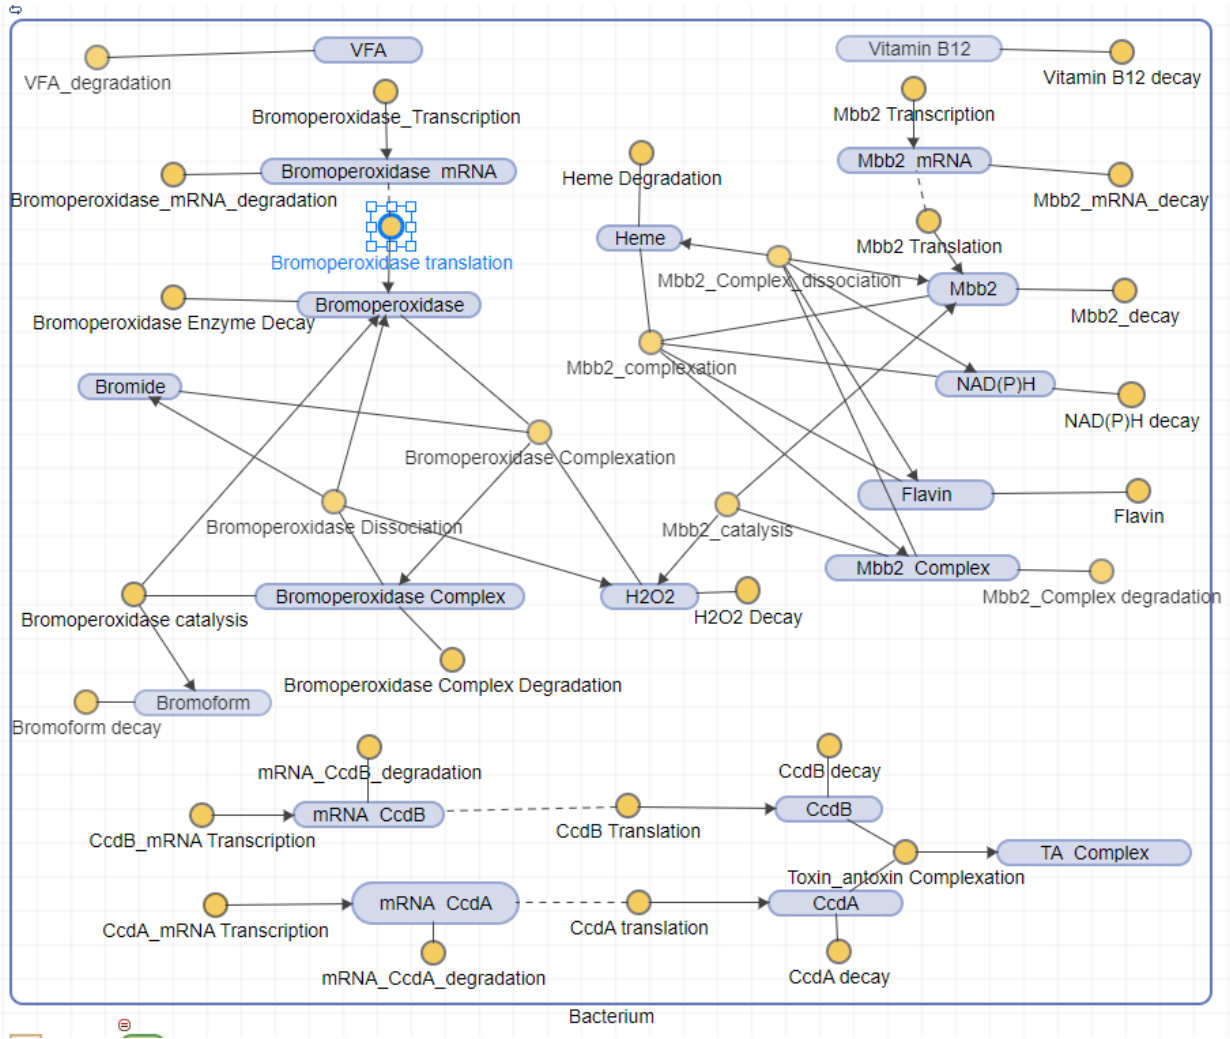 VFA
Vitamin B12
VFA_degradation
Vitamin B12 decay
Bromoperoxidase_Transcription
Mbb2 Transcription
Bromoperoxidase_mRNA
Mbb2_mRNA
Heme Degradation
Bromoperoxidase_mRNA_degradation
Mbb2_mRNA_decay
Heme
Mbb2 Translation
Bromoperoxidase translation
Mbb2_Complex_dissociation
Mbb2
Bromoperoxidase
Bromoperoxidase Enzyme Decay
Mbb2_decay
Mbb2_complexation
Bromide
NAD(P)H
NAD(P)H decay
Bromoperoxidase Complexation
Flavin
Flavin
Bromoperoxidase Dissociation
Mbb2_catalysis
Mbb2_Complex
Bromoperoxidase Complex
H2O2
Mbb2_Complex degradation
Bromoperoxidase catalysis
H2O2 Decay
Bromoperoxidase Complex Degradation
Bromoform
Bromoform decay
mRNA_CcdB_degradation
CcdB decay
mRNA_CcdB
CcdB
CcdB_mRNA Transcription
CcdB Translation
TA_Complex
Toxin_antoxin Complexation
mRNA_CcdA
CcdA
CcdA_mRNA Transcription
CcdA translation
mRNA_CcdA_degradation
CcdA decay
Bacterium